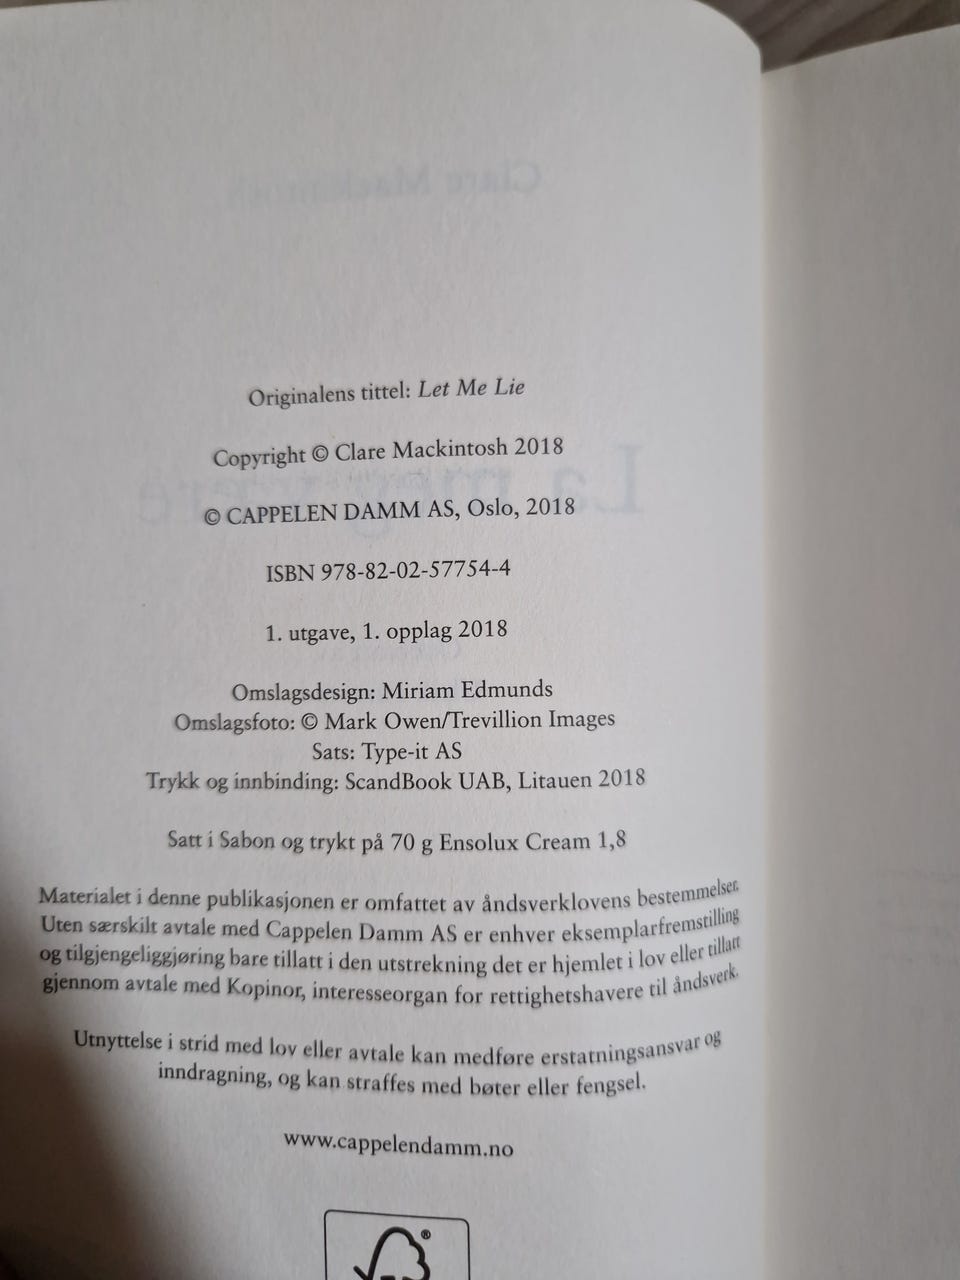 Clare Mackintosh
Originalens tittel: Let Me Lie
Copyright © Clare Mackintosh 2018
La meg være
© CAPPELEN DAMM AS, Oslo, 2018
ISBN 978-82-02-57754-4
1. utgave, 1. opplag 2018
Omslagsdesign: Miriam Edmunds
Omslagsfoto: © Mark Owen/Trevillion Images
Sats: Type-it AS
Trykk og innbinding: ScandBook UAB, Litauen 2018
Satt i Sabon og trykt på 70 g Ensolux Cream 1,8
Materialet i denne publikasjonen er omfattet av åndsverklovens bestemmelser.
Uten særskilt avtale med Cappelen Damm AS er enhver eksemplarfremstilling
og tilgjengeliggjøring bare tillatt i den utstrekning det er hjemlet i lov eller tillatt
gjennom avtale med Kopinor, interesseorgan for rettighetshavere til åndsverk.
Utnyttelse i strid med lov eller avtale kan medføre erstatningsansvar og
inndragning, og kan straffes med bøter eller fengsel.
www.cappelendamm.no
®